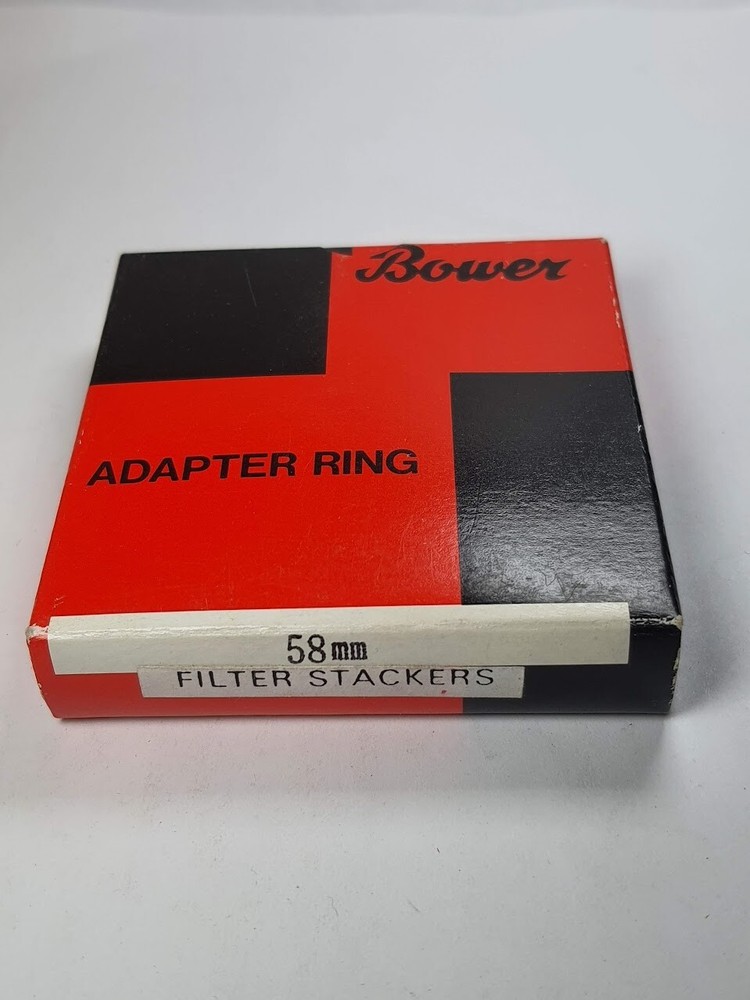 Bower
ADAPTER RING
58mm
FILTER STACKERS